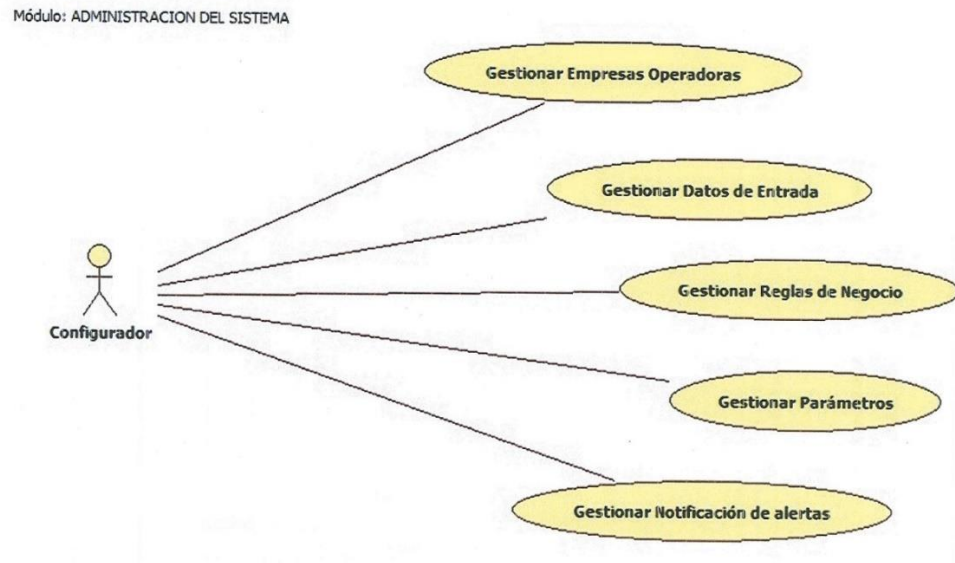 Módulo: ADMINISTRACION DEL SISTEMA
Gestionar Empresas Operadoras
Gestionar Datos de Entrada
Gestionar Reglas de Negocio
Configurador
Gestionar Parámetros
Gestionar Notificación de alertas